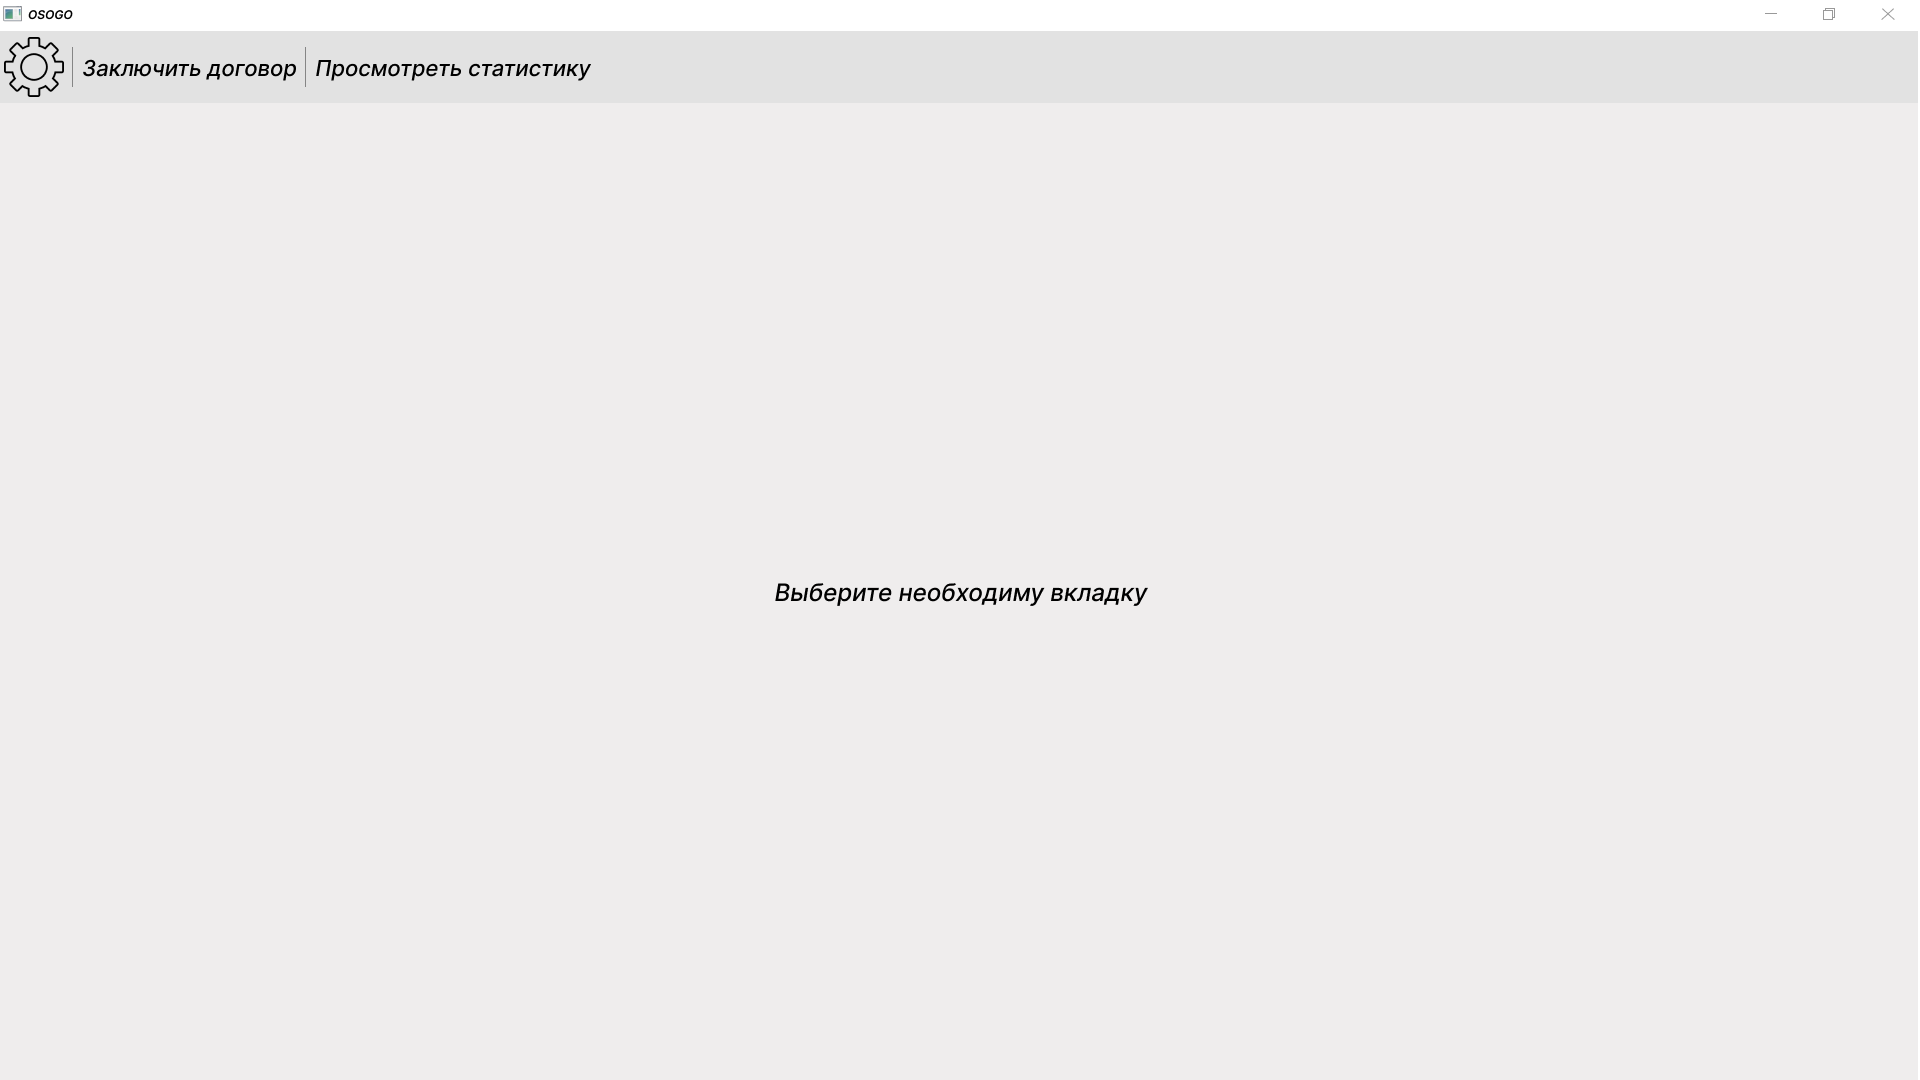 OSOGO
Заключить договор Просмотреть статистику
Выберите необходиму вкладку